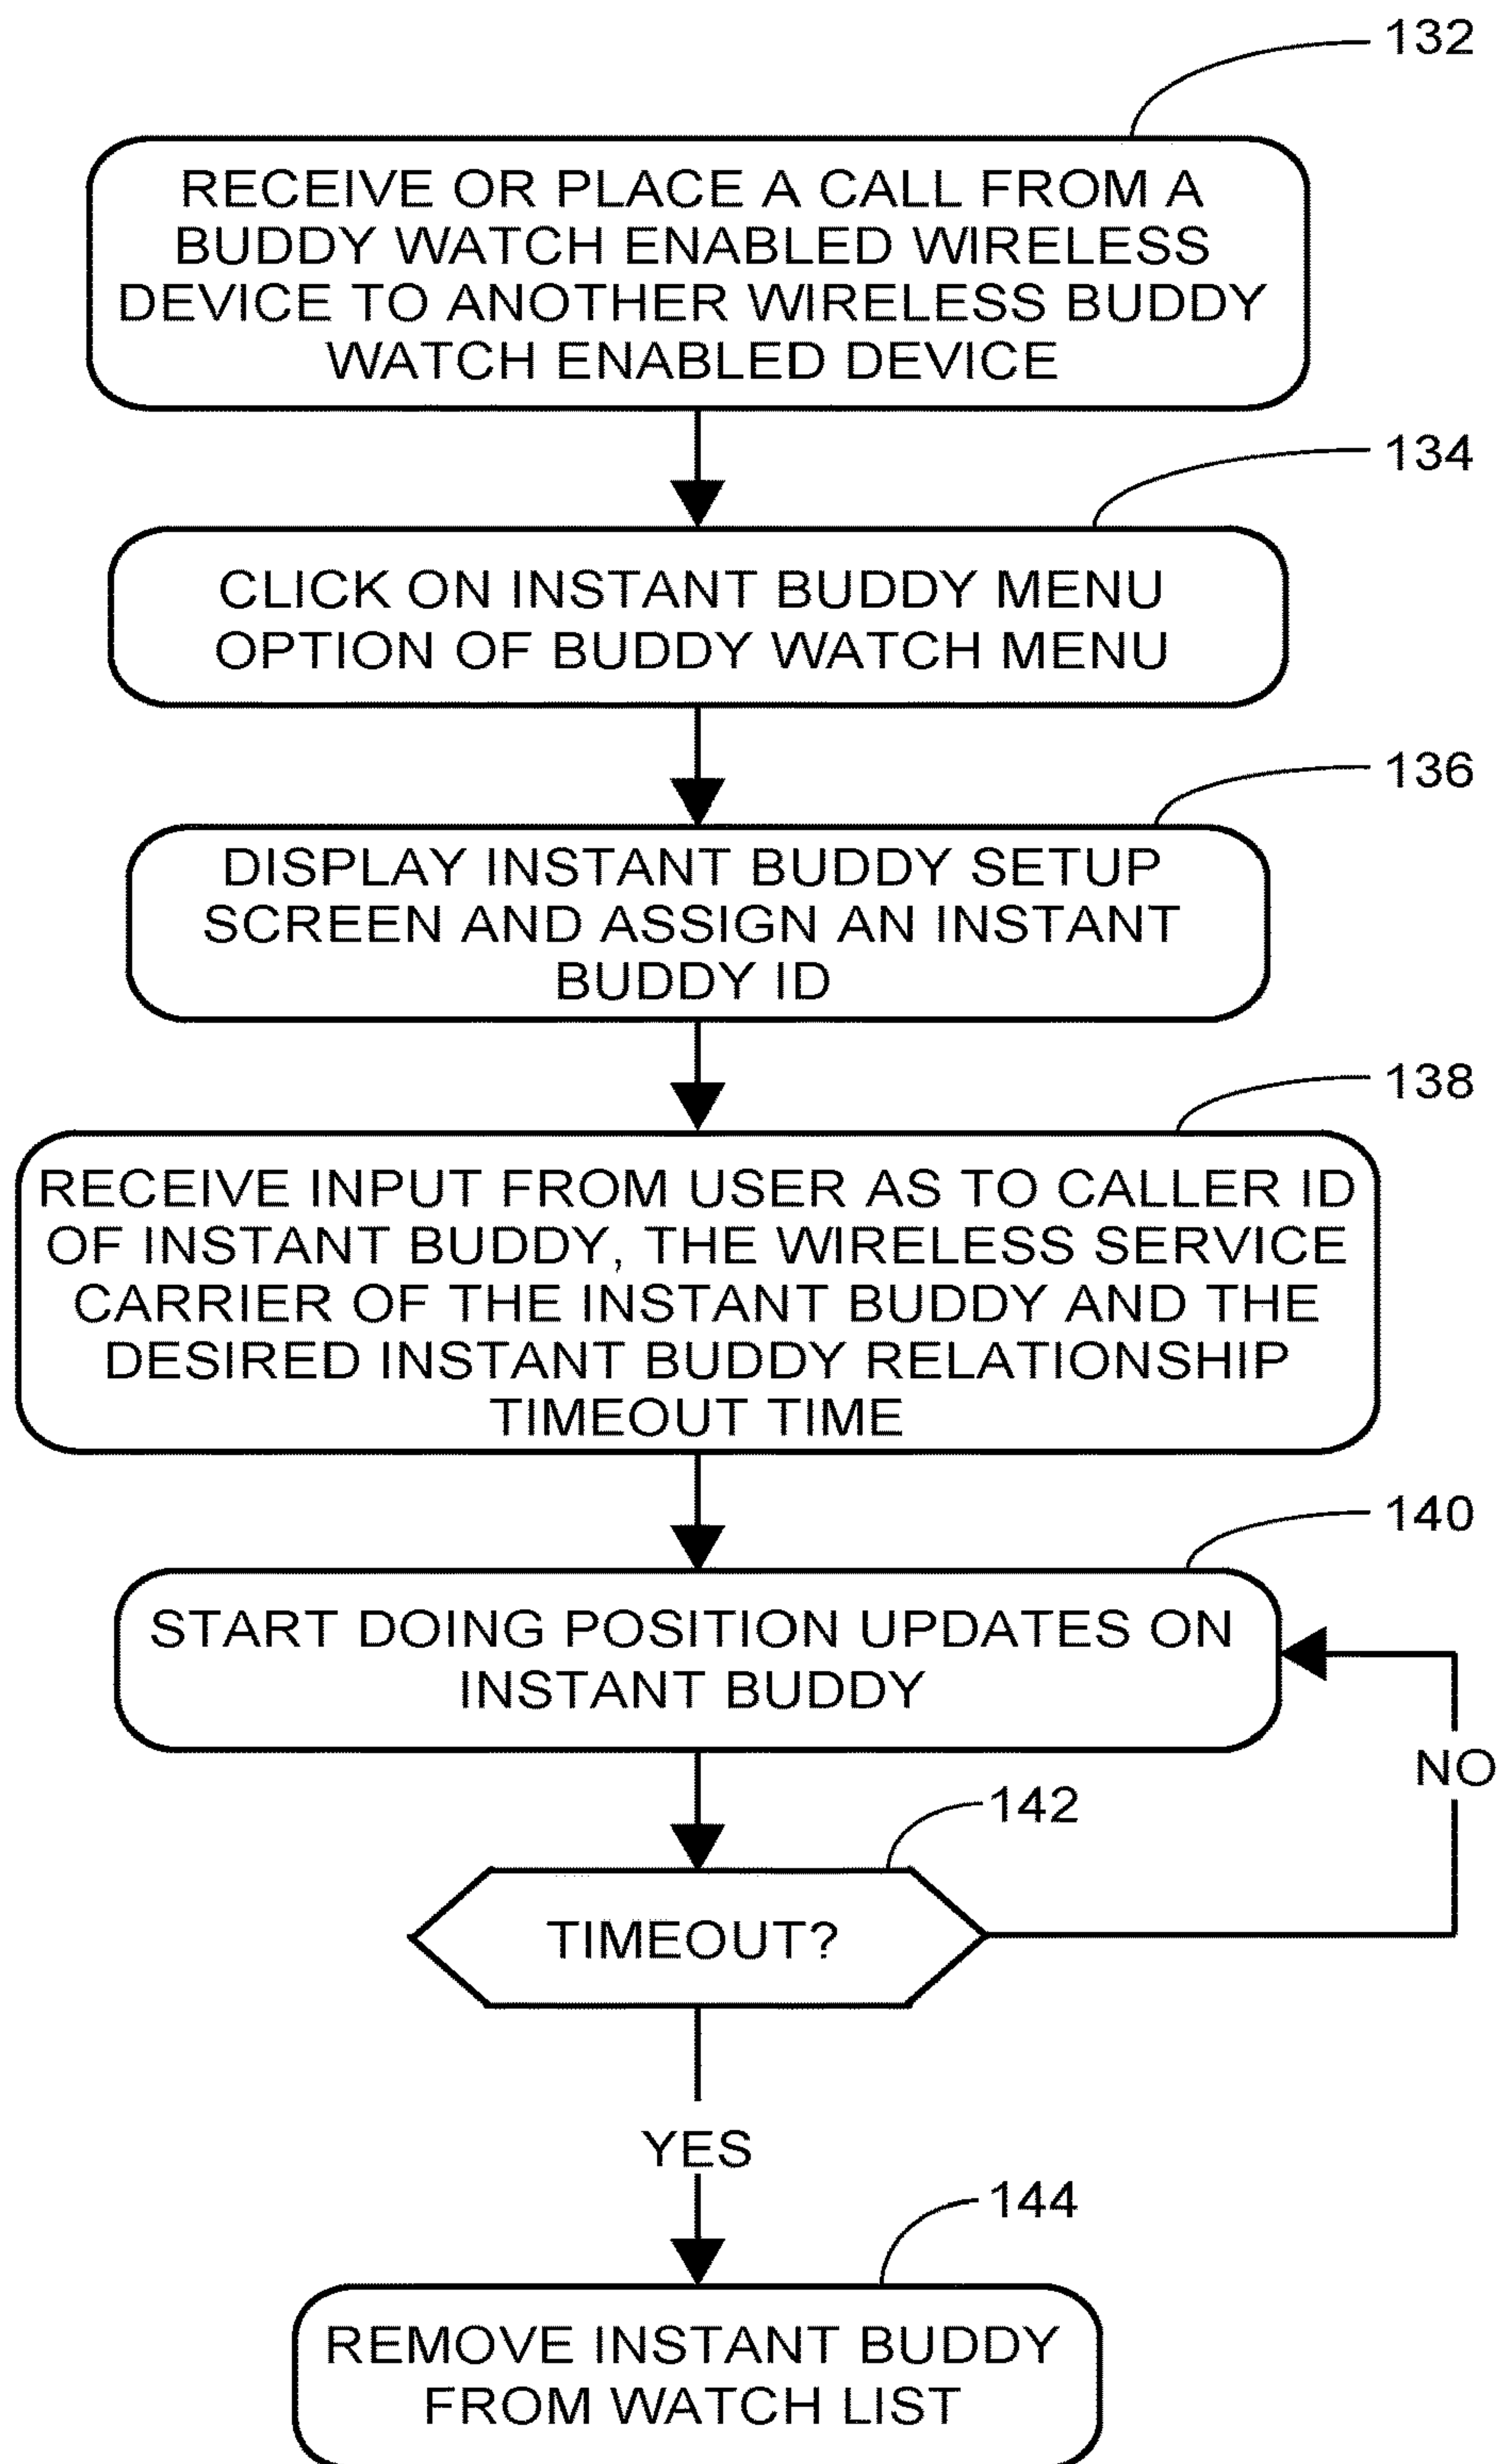 132
RECEIVE OR PLACE A CALL FROM A
BUDDY WATCH ENABLED WIRELESS
DEVICE TO ANOTHER WIRELESS BUDDY
WATCH ENABLED DEVICE
134
CLICK ON INSTANT BUDDY MENU
OPTION OF BUDDY WATCH MENU
136
DISPLAY INSTANT BUDDY SETUP
SCREEN AND ASSIGN AN INSTANT
BUDDY ID
138
RECEIVE INPUT FROM USER AS TO CALLER ID
OF INSTANT BUDDY, THE WIRELESS SERVICE
CARRIER OF THE INSTANT BUDDY AND THE
DESIRED INSTANT BUDDY RELATIONSHIP
TIMEOUT TIME
140
START DOING POSITION UPDATES ON
INSTANT BUDDY
NO
142
TIMEOUT?
YES
144
REMOVE INSTANT BUDDY
FROM WATCH LIST